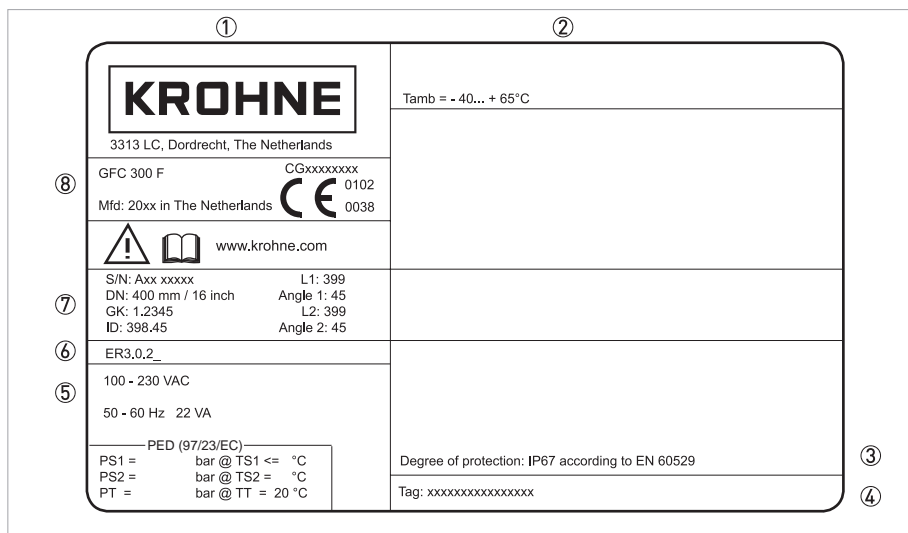 ① ②
KROHNE
3313 LC, Dordrecht, The Netherlands
Tamb = - 40... + 65°C
⑧
GFC 300 F CGxxxxxxxx
CE 0102
Mfd: 20xx in The Netherlands 0038
www.krohne.com
⑦
S/N: Axx xxxxx L1: 399
DN: 400 mm / 16 inch Angle 1: 45
GK: 1.2345 L2: 399
ID: 398.45 Angle 2: 45
⑥ ER3.0.2_
⑤
100 - 230 VAC
50 - 60 Hz 22 VA
PED (97/23/EC)
PS1 = bar @ TS1 <= °C
PS2 = bar @ TS2 = °C
PT = bar @ TT = 20 °C
Degree of protection: IP67 according to EN 60529 ③
Tag: xxxxxxxxxxxxxxxx ④